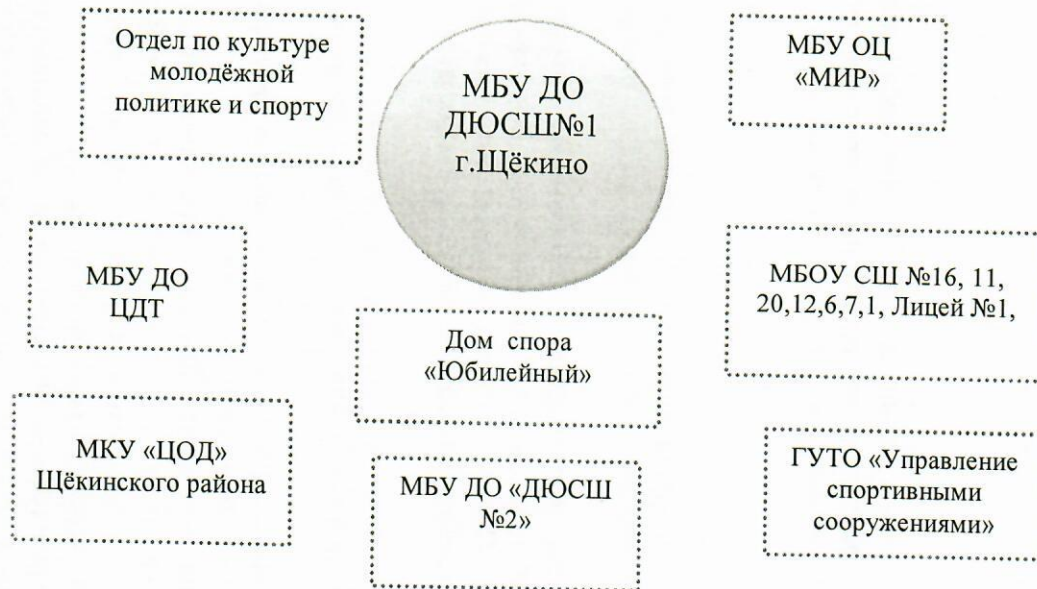 Отдел по культуре
молодёжной
политике и спорту
МБУ ДО
ДЮСШ№1
г.Щёкино
МБУ ОЦ
«МИР»
МБУ ДО
ЦДТ
Дом спора
«Юбилейный»
МБОУ СШ №16, 11,
20,12,6,7,1, Лицей №1,
МКУ «ЦОД»
Щёкинского района
МБУ ДО «ДЮСШ
№2»
ГУТО «Управление
спортивными
сооружениями»